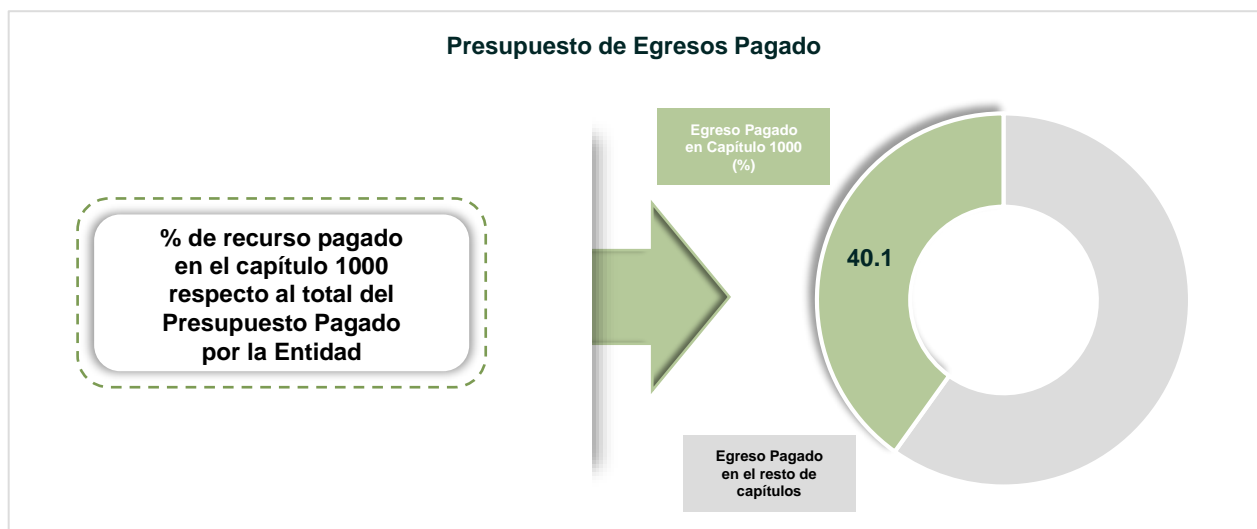 Presupuesto de Egresos Pagado
Egreso Pagado
en Capítulo 1000
(%)
% de recurso pagado
en el capítulo 1000
respecto al total del
Presupuesto Pagado
por la Entidad
40.1
Egreso Pagado
en el resto de
capítulos